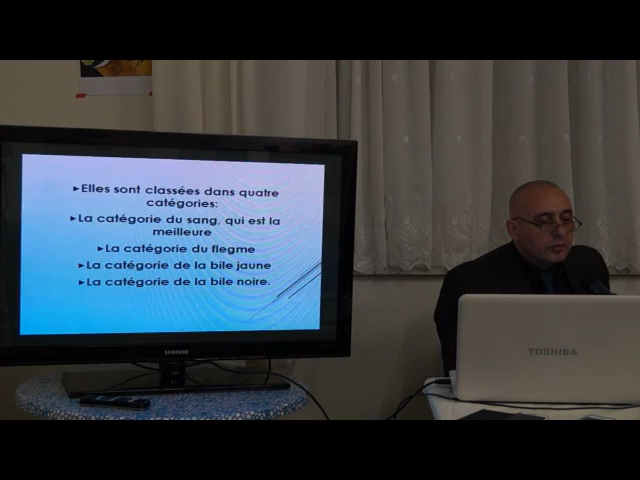 ▸Elles sont classées dans quatre
catégories:
▸La catégorie du sang, qui est la
meilleure
▸La catégorie du flegme
▸La catégorie de la bile jaune
▸La catégorie de la bile noire.
SAMSUNG
TOSHIBA